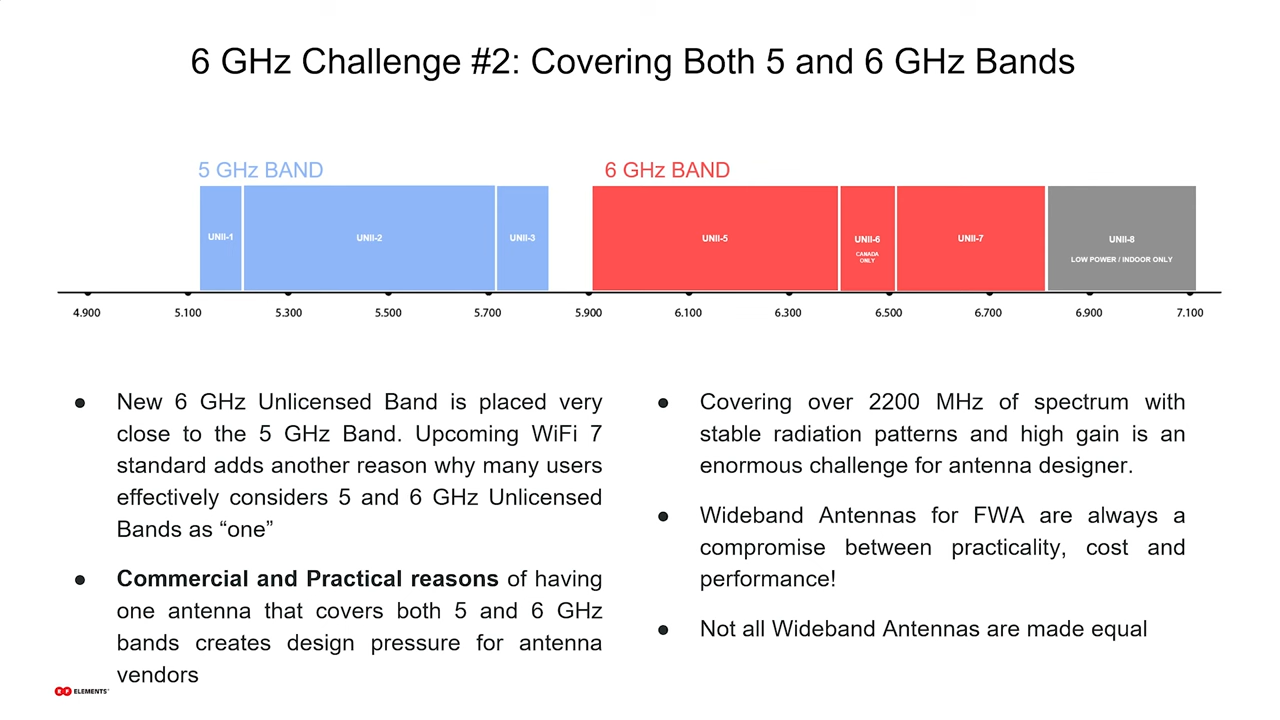 6 GHz Challenge #2: Covering Both 5 and 6 GHz Bands
5 GHz BAND
6 GHz BAND
UNII-1
UNII-2
UNII-3
UNII-5
UNII-6
CANADA
ONLY
UNII-7
UNII-8
LOW POWER / INDOOR ONLY
4.900
5.100
5.300
5.500
5.700
5.900
6.100
6.300
6.500
6.700
6.900
7.100
● New 6 GHz Unlicensed Band is placed very
close to the 5 GHz Band. Upcoming WiFi 7
standard adds another reason why many users
effectively considers 5 and 6 GHz Unlicensed
Bands as “one”
● Commercial and Practical reasons of having
one antenna that covers both 5 and 6 GHz
bands creates design pressure for antenna
vendors
● Covering over 2200 MHz of spectrum with
stable radiation patterns and high gain is an
enormous challenge for antenna designer.
● Wideband Antennas for FWA are always a
compromise between practicality, cost and
performance!
● Not all Wideband Antennas are made equal
ELEMENTS